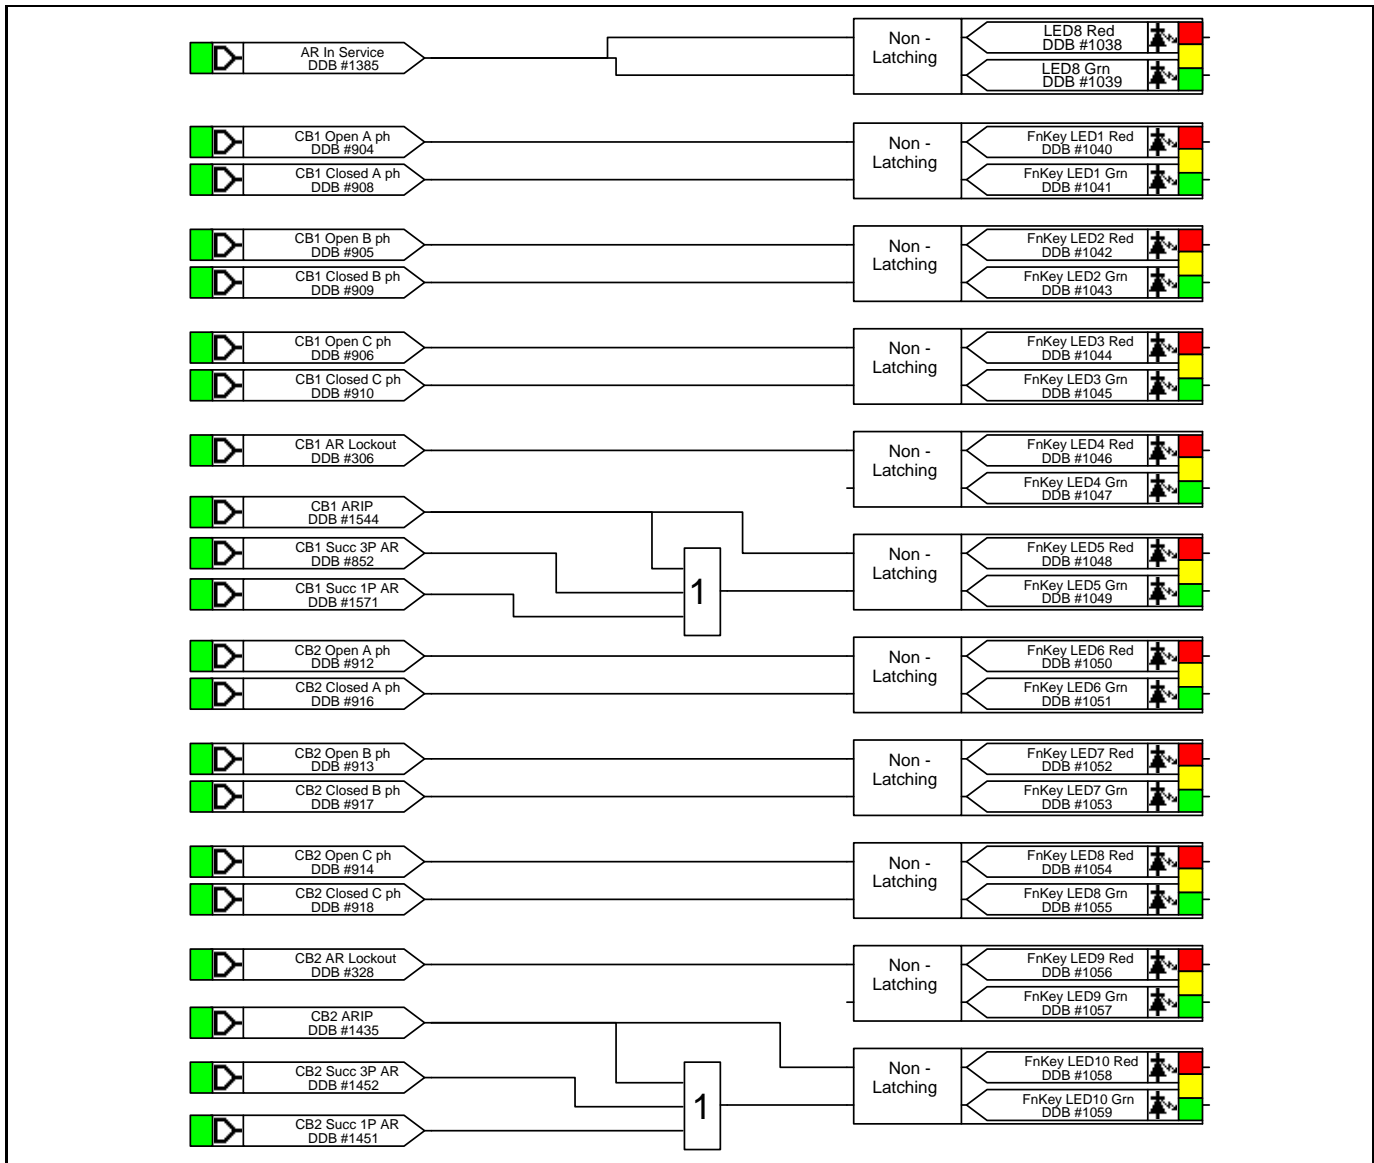 AR In Service
DDB #1385
Non -
Latching
LED8 Red
DDB #1038
LED8 Grn
DDB #1039
CB1 Open A ph
DDB #904
CB1 Closed A ph
DDB #908
Non -
Latching
FnKey LED1 Red
DDB #1040
FnKey LED1 Grn
DDB #1041
CB1 Open B ph
DDB #905
CB1 Closed B ph
DDB #909
Non -
Latching
FnKey LED2 Red
DDB #1042
FnKey LED2 Grn
DDB #1043
CB1 Open C ph
DDB #906
CB1 Closed C ph
DDB #910
Non -
Latching
FnKey LED3 Red
DDB #1044
FnKey LED3 Grn
DDB #1045
CB1 AR Lockout
DDB #306
Non -
Latching
FnKey LED4 Red
DDB #1046
FnKey LED4 Grn
DDB #1047
CB1 ARIP
DDB #1544
CB1 Succ 3P AR
DDB #852
CB1 Succ 1P AR
DDB #1571
1
Non -
Latching
FnKey LED5 Red
DDB #1048
FnKey LED5 Grn
DDB #1049
CB2 Open A ph
DDB #912
CB2 Closed A ph
DDB #916
Non -
Latching
FnKey LED6 Red
DDB #1050
FnKey LED6 Grn
DDB #1051
CB2 Open B ph
DDB #913
CB2 Closed B ph
DDB #917
Non -
Latching
FnKey LED7 Red
DDB #1052
FnKey LED7 Grn
DDB #1053
CB2 Open C ph
DDB #914
CB2 Closed C ph
DDB #918
Non -
Latching
FnKey LED8 Red
DDB #1054
FnKey LED8 Grn
DDB #1055
CB2 AR Lockout
DDB #328
Non -
Latching
FnKey LED9 Red
DDB #1056
FnKey LED9 Grn
DDB #1057
CB2 ARIP
DDB #1435
CB2 Succ 3P AR
DDB #1452
CB2 Succ 1P AR
DDB #1451
1
Non -
Latching
FnKey LED10 Red
DDB #1058
FnKey LED10 Grn
DDB #1059